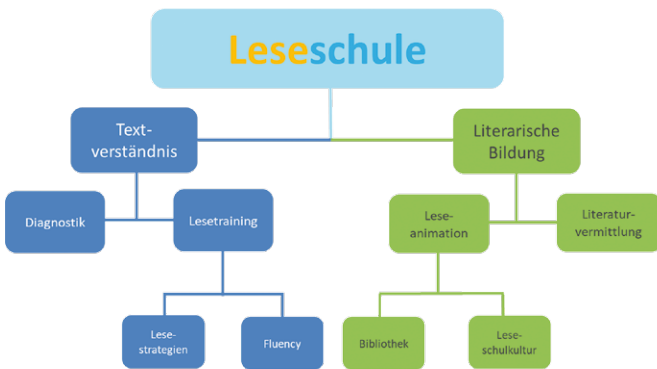 Leseschule
Text-
verständnis
Literarische
Bildung
Diagnostik
Lesetraining
Lese-
animation
Literatur-
vermittlung
Lese-
strategien
Fluency
Bibliothek
Lese-
schulkultur